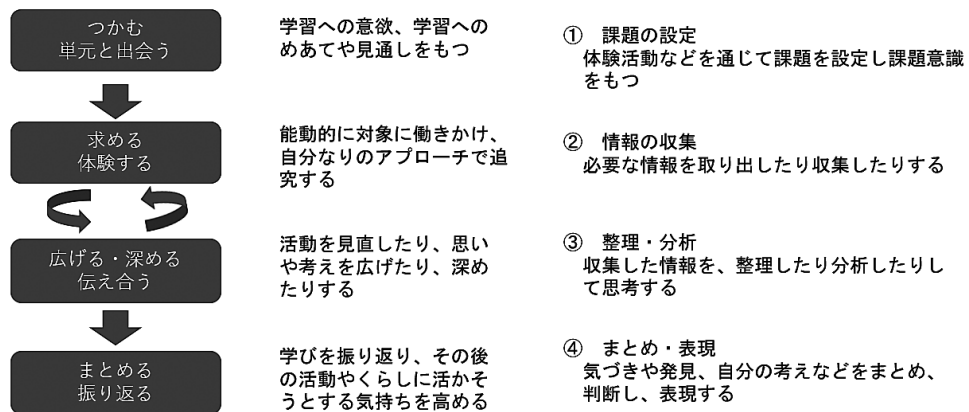 つかむ
単元と出会う
学習への意欲、学習への
めあてや見通しをもつ
① 課題の設定
体験活動などを通じて課題を設定し課題意識
をもつ
求める
体験する
能動的に対象に働きかけ、
自分なりのアプローチで追
究する
② 情報の収集
必要な情報を取り出したり収集したりする
広げる・深める
伝え合う
活動を見直したり、思い
や考えを広げたり、深め
たりする
③ 整理・分析
収集した情報を、整理したり分析したりし
て思考する
まとめる
振り返る
学びを振り返り、その後
の活動やくらしに活かそ
うとする気持ちを高める
④ まとめ・表現
気づきや発見、自分の考えなどをまとめ、
判断し、表現する